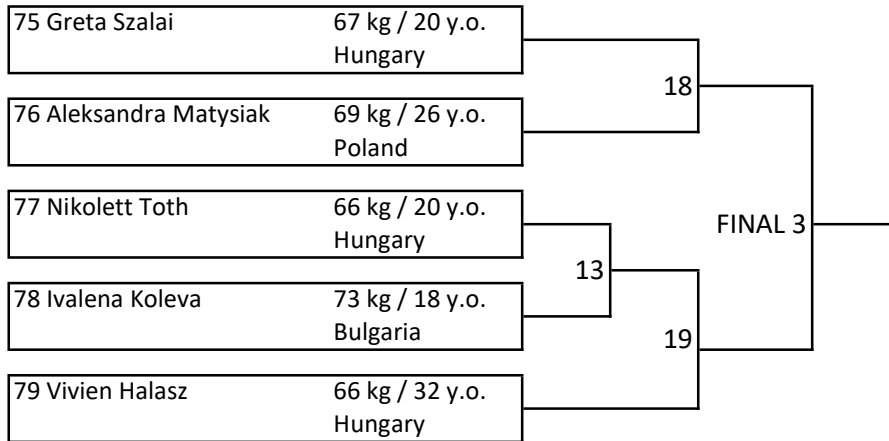 75 Greta Szalai 67 kg / 20 y.o.
Hungary
18
76 Aleksandra Matysiak 69 kg / 26 y.o.
Poland
77 Nikolett Toth 66 kg / 20 y.o.
Hungary
FINAL 3
13
78 Ivalena Koleva 73 kg / 18 y.o.
Bulgaria
19
79 Vivien Halasz 66 kg / 32 y.o.
Hungary